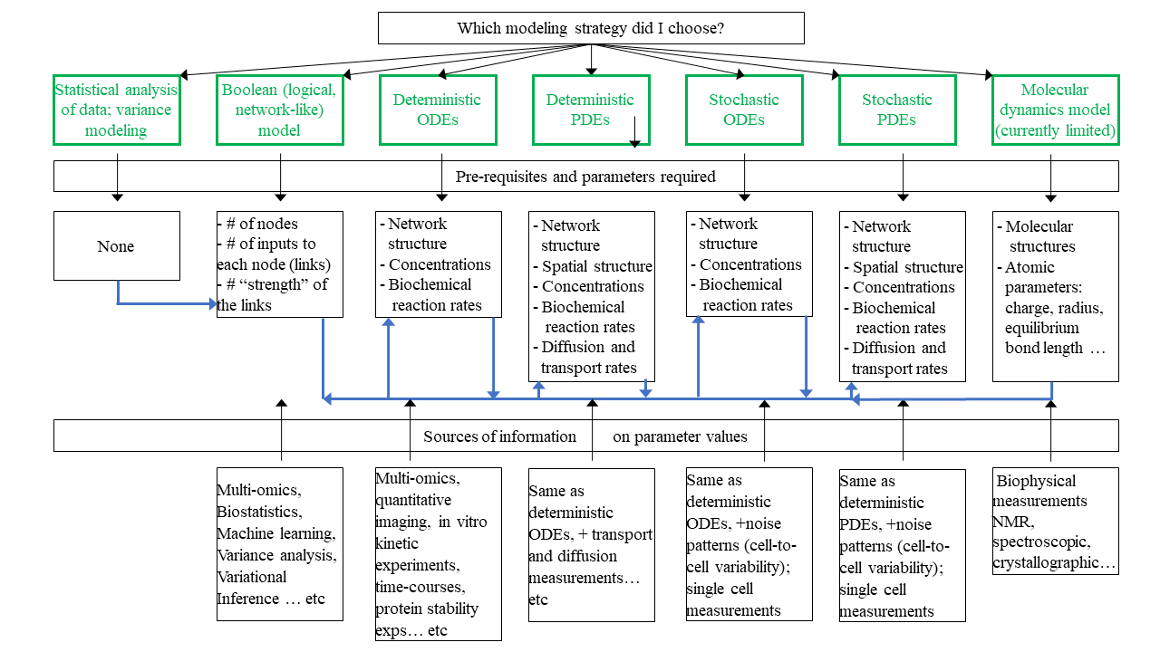 Which modeling strategy did I choose?
Statistical analysis
of data; variance
modeling
Boolean (logical,
network-like)
model
Deterministic
ODEs
Deterministic
PDEs
Stochastic
ODEs
Stochastic
PDEs
Molecular
dynamics model
(currently limited)
Pre-requisites and parameters required
None
- # of nodes
- # of inputs to
each node (links)
- # “strength” of
the links
- Network
structure
- Concentrations
- Biochemical
reaction rates
- Network
structure
- Spatial structure
- Concentrations
- Biochemical
reaction rates
- Diffusion and
transport rates
- Network
structure
- Concentrations
- Biochemical
reaction rates
- Network
structure
- Spatial structure
- Concentrations
- Biochemical
reaction rates
- Diffusion and
transport rates
- Molecular
structures
- Atomic
parameters:
charge, radius,
equilibrium
bond length …
Sources of information on parameter values
Multi-omics,
Biostatistics,
Machine learning,
Variance analysis,
Variational
Inference … etc
Multi-omics,
quantitative
imaging, in vitro
kinetic
experiments,
time-courses,
protein stability
exps… etc
Same as
deterministic
ODEs, + transport
and diffusion
measurements…
etc
Same as
deterministic
ODEs, +noise
patterns (cell-to-
cell variability);
single cell
measurements
Same as
deterministic
PDEs, +noise
patterns (cell-to-
cell variability);
single cell
measurements
Biophysical
measurements
NMR,
spectroscopic,
crystallographic…